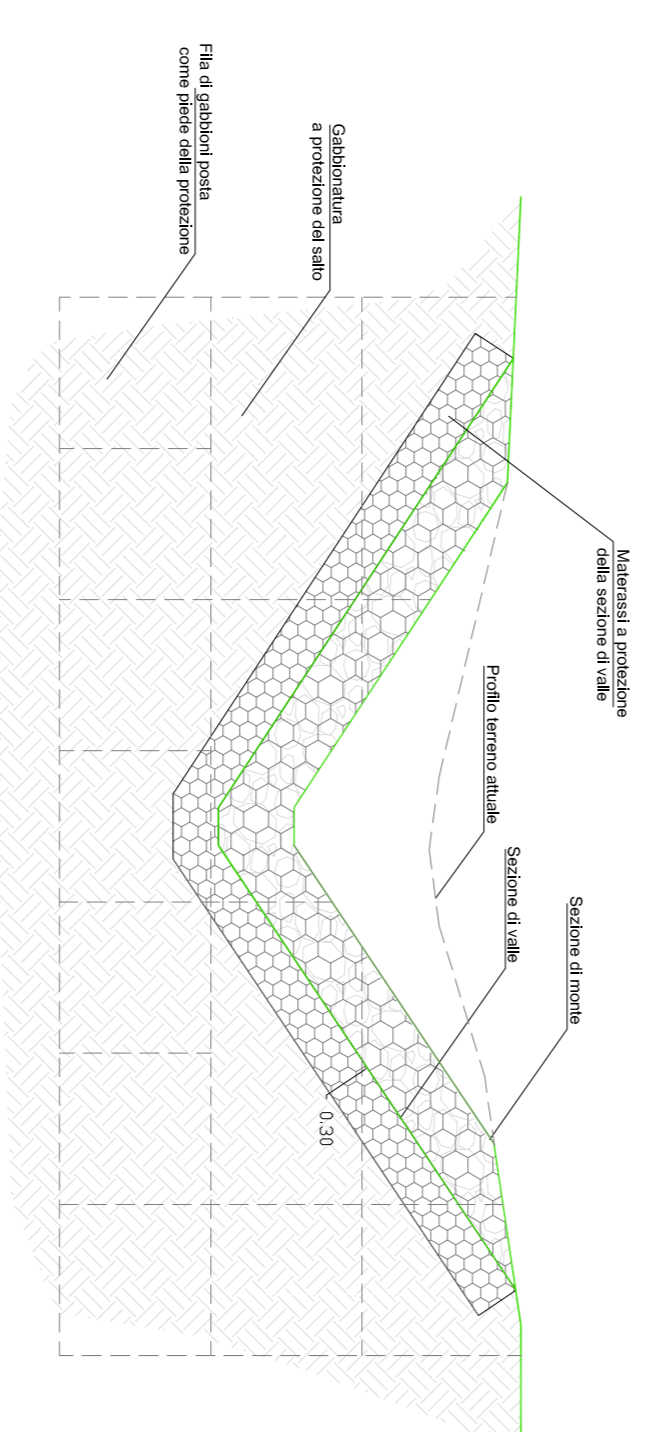 Fila di gabbioni posta
come piede della protezione
Gabbionatura
a protezione del salto
Materassi a protezione
della sezione di valle
Profilo terreno attuale
Sezione di valle
Sezione di monte
0.30